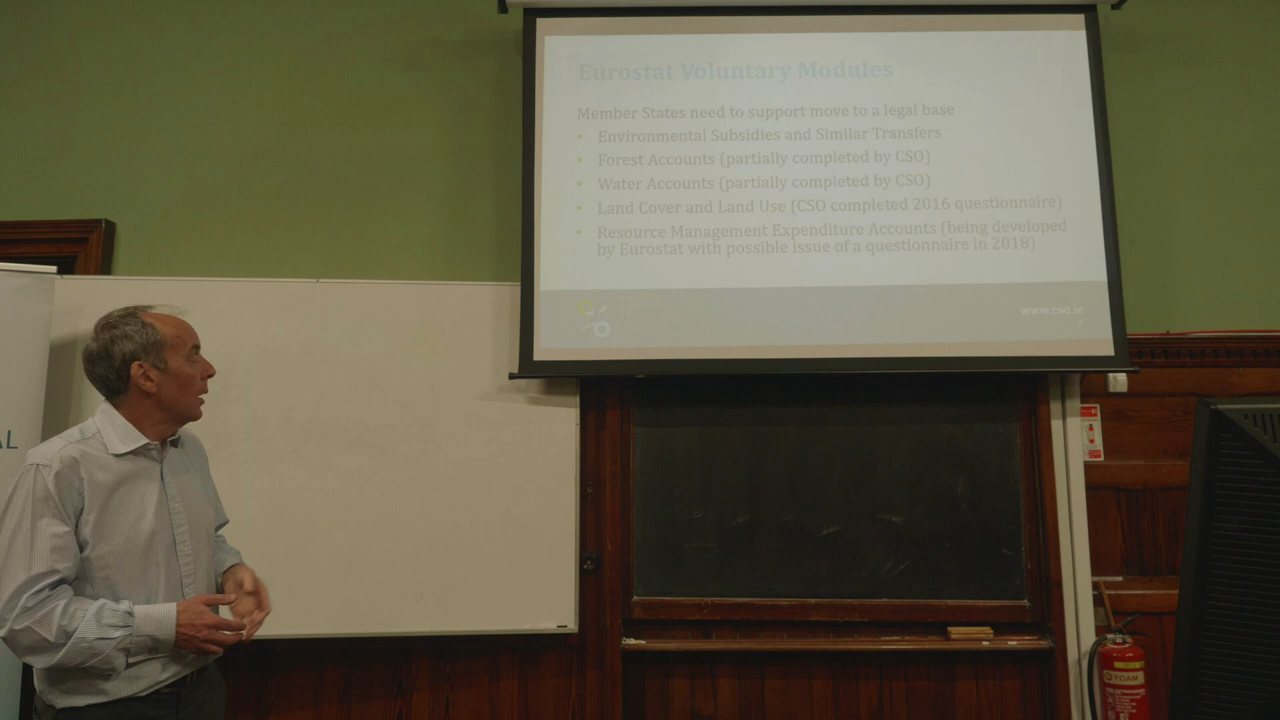 Eurostat Voluntary Modules
Member States need to support move to a legal base
• Environmental Subsidies and Similar Transfers
• Forest Accounts (partially completed by CSO)
• Water Accounts (partially completed by CSO)
• Land Cover and Land Use (CSO completed 2016 questionnaire)
• Resource Management Expenditure Accounts (being developed
by Eurostat with possible issue of a questionnaire in 2018)
www.cso.ie
AL
FOAM